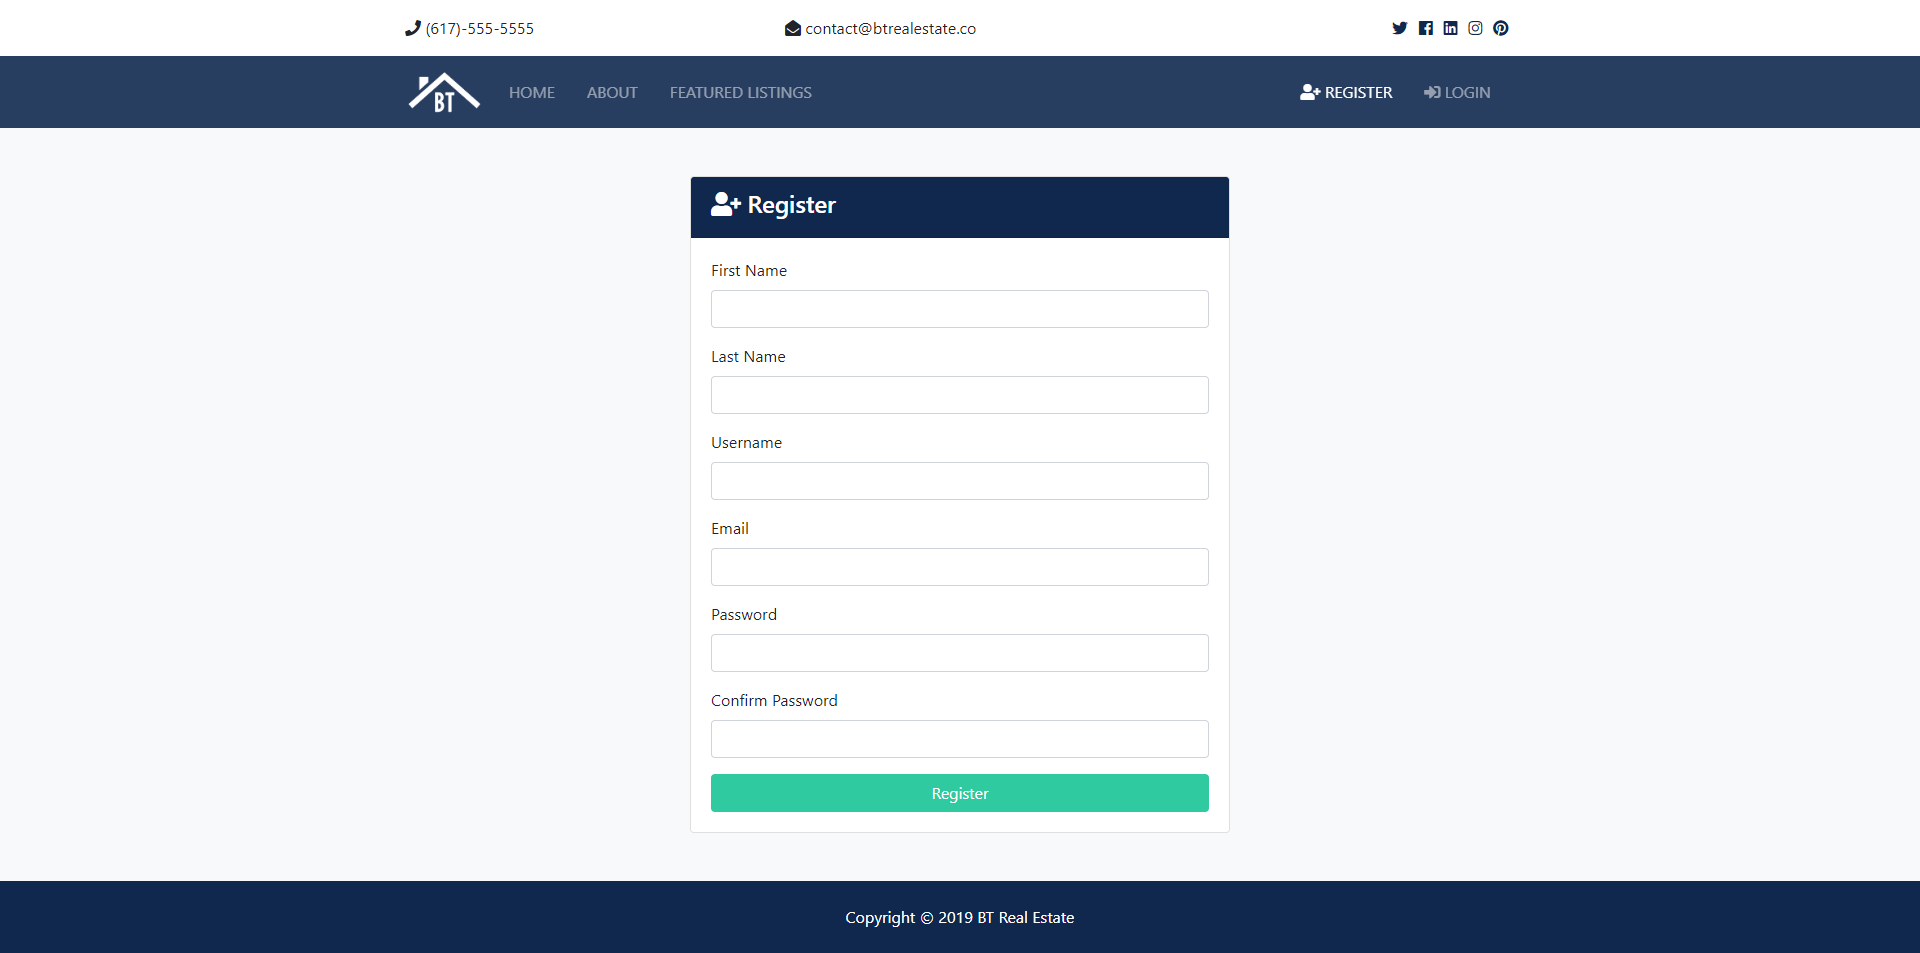 (617)-555-5555
contact@btrealestate.co
BT
HOME
ABOUT
FEATURED LISTINGS
REGISTER
LOGIN
Register
First Name
Last Name
Username
Email
Password
Confirm Password
Register
Copyright © 2019 BT Real Estate